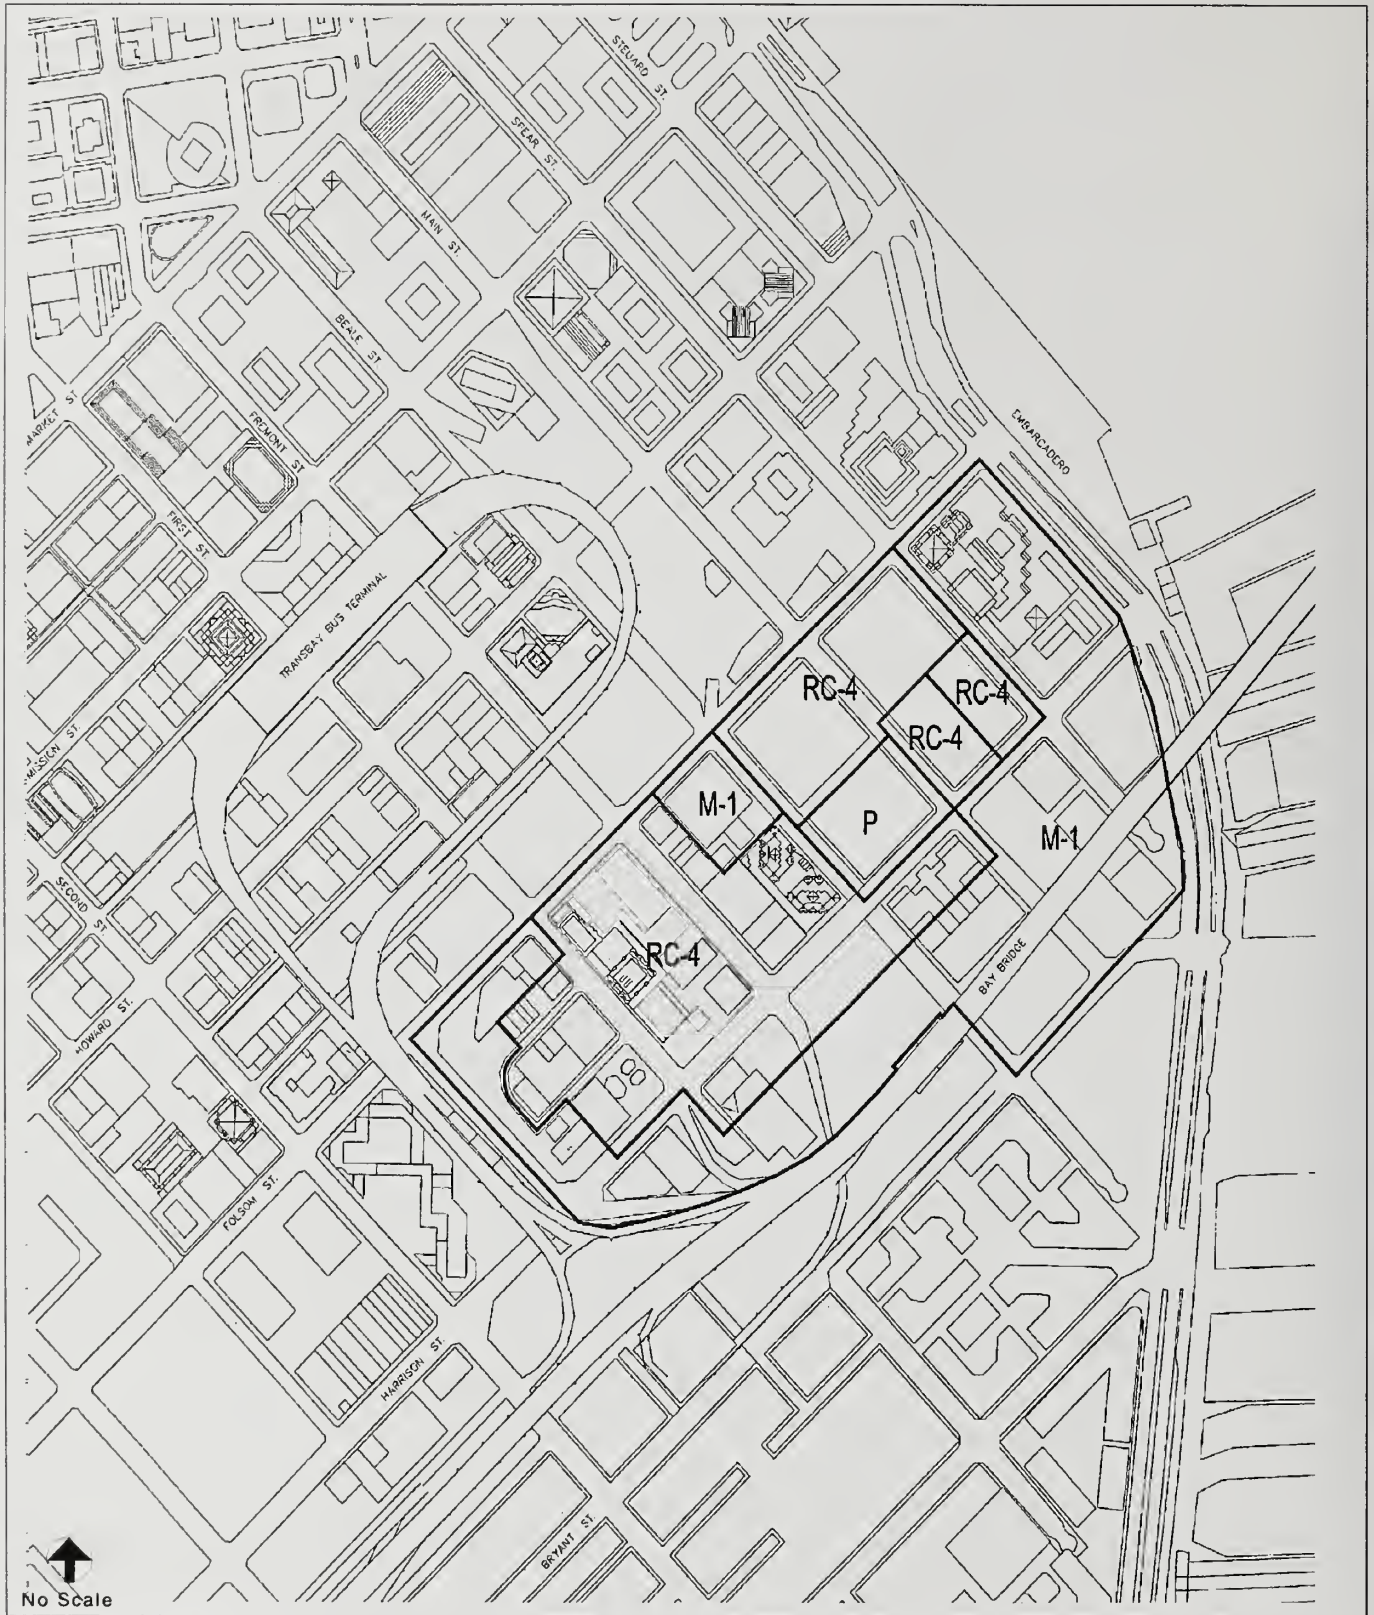 STEUARD ST.
SPEAR ST.
MAIN ST.
BEALE ST.
FREMONT ST.
MARKET ST.
FIRST ST.
EMBARCADERO
TRANSBAY BUS TERMINAL
RC-4
RC-4
RC-4
M-1
P
M-1
MISSION ST.
SECOND ST.
RC-4
BAY BRIDGE
HOWARD ST.
FOLSOM ST.
HARRISON ST.
BRYANT ST.
No Scale